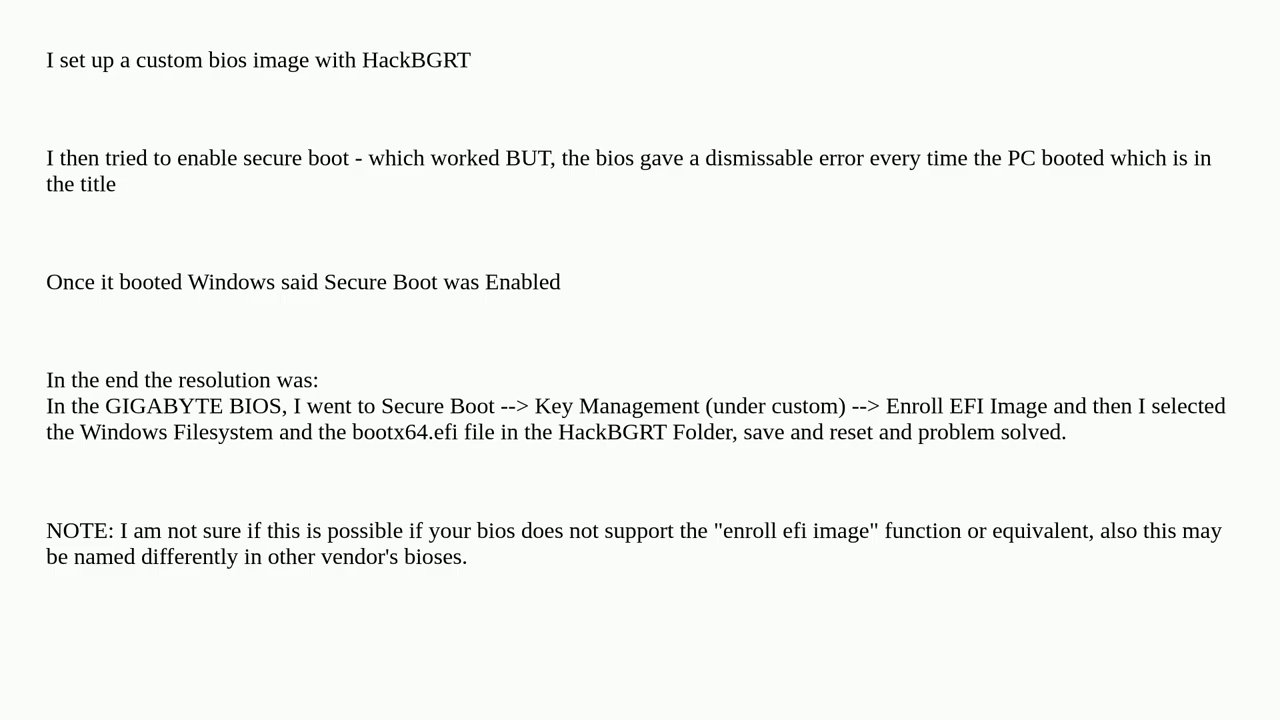 I set up a custom bios image with HackBGRT
I then tried to enable secure boot - which worked BUT, the bios gave a dismissable error every time the PC booted which is in
the title
Once it booted Windows said Secure Boot was Enabled
In the end the resolution was:
In the GIGABYTE BIOS, I went to Secure Boot --> Key Management (under custom) --> Enroll EFI Image and then I selected
the Windows Filesystem and the bootx64.efi file in the HackBGRT Folder, save and reset and problem solved.
NOTE: I am not sure if this is possible if your bios does not support the "enroll efi image" function or equivalent, also this may
be named differently in other vendor's bioses.